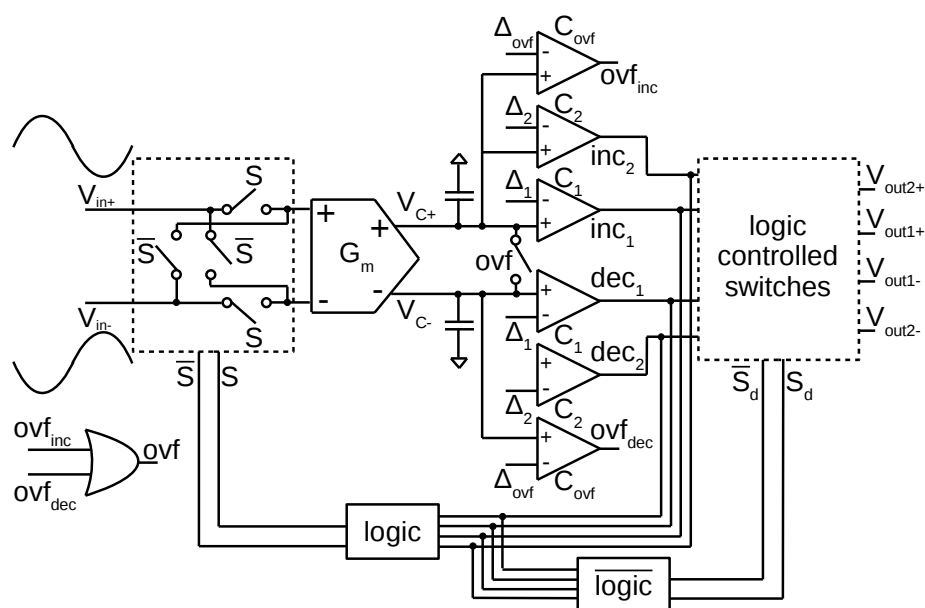 Δovf
Covf
ovfinc
Δ2
C2
inc2
Δ1
C1
inc1
Vin+
S
S̅
S̅
Vin-
S
+
-
+
-
Gm
VC+
VC-
ovf
-
+
-
+
-
+
+
-
+
-
+
-
dec1
Δ1
C1
dec2
Δ2
C2
ovfdec
Δovf
Covf
logic
controlled
switches
Vout2+
Vout1+
Vout1-
Vout2-
S̅ S
S̅d Sd
ovfinc
ovf
ovfdec
logic
l̅o̅g̅i̅c̅